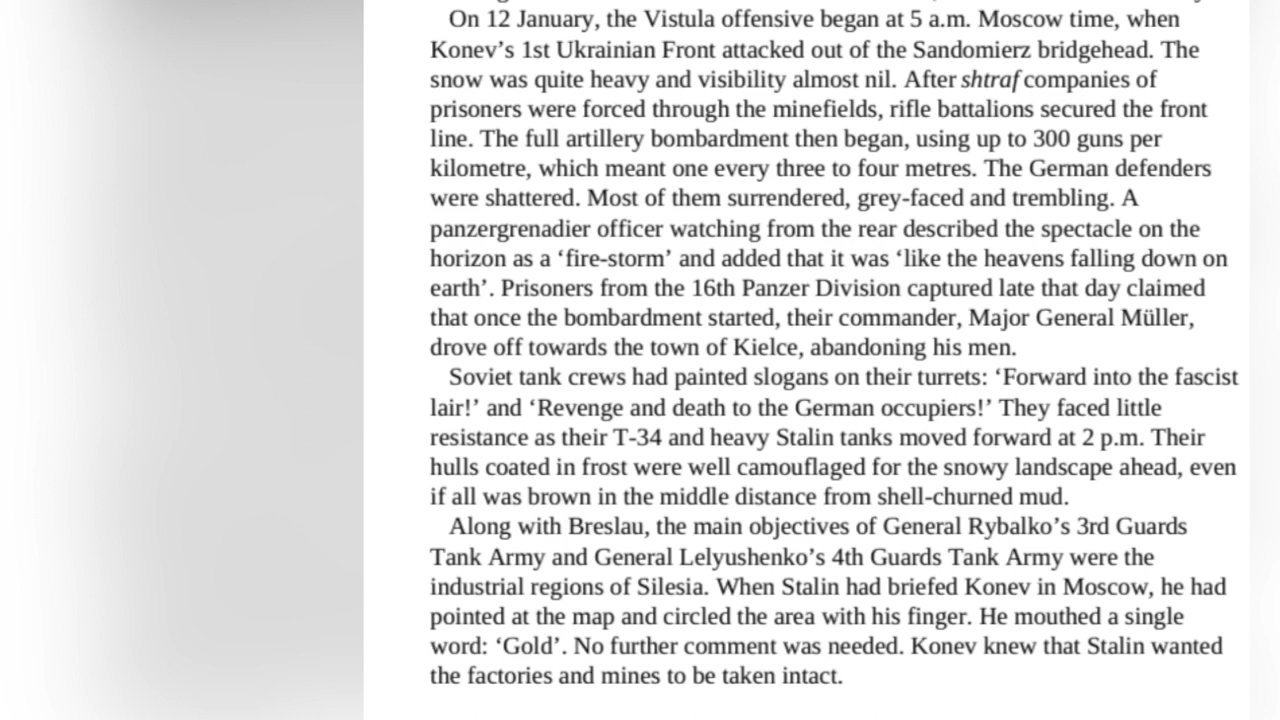 On 12 January, the Vistula offensive began at 5 a.m. Moscow time, when
Konev’s 1st Ukrainian Front attacked out of the Sandomierz bridgehead. The
snow was quite heavy and visibility almost nil. After shtraf companies of
prisoners were forced through the minefields, rifle battalions secured the front
line. The full artillery bombardment then began, using up to 300 guns per
kilometre, which meant one every three to four metres. The German defenders
were shattered. Most of them surrendered, grey-faced and trembling. A
panzergrenadier officer watching from the rear described the spectacle on the
horizon as a ‘fire-storm’ and added that it was ‘like the heavens falling down on
earth’. Prisoners from the 16th Panzer Division captured late that day claimed
that once the bombardment started, their commander, Major General Müller,
drove off towards the town of Kielce, abandoning his men.
Soviet tank crews had painted slogans on their turrets: ‘Forward into the fascist
lair!’ and ‘Revenge and death to the German occupiers!’ They faced little
resistance as their T-34 and heavy Stalin tanks moved forward at 2 p.m. Their
hulls coated in frost were well camouflaged for the snowy landscape ahead, even
if all was brown in the middle distance from shell-churned mud.
Along with Breslau, the main objectives of General Rybalko’s 3rd Guards
Tank Army and General Lelyushenko’s 4th Guards Tank Army were the
industrial regions of Silesia. When Stalin had briefed Konev in Moscow, he had
pointed at the map and circled the area with his finger. He mouthed a single
word: ‘Gold’. No further comment was needed. Konev knew that Stalin wanted
the factories and mines to be taken intact.